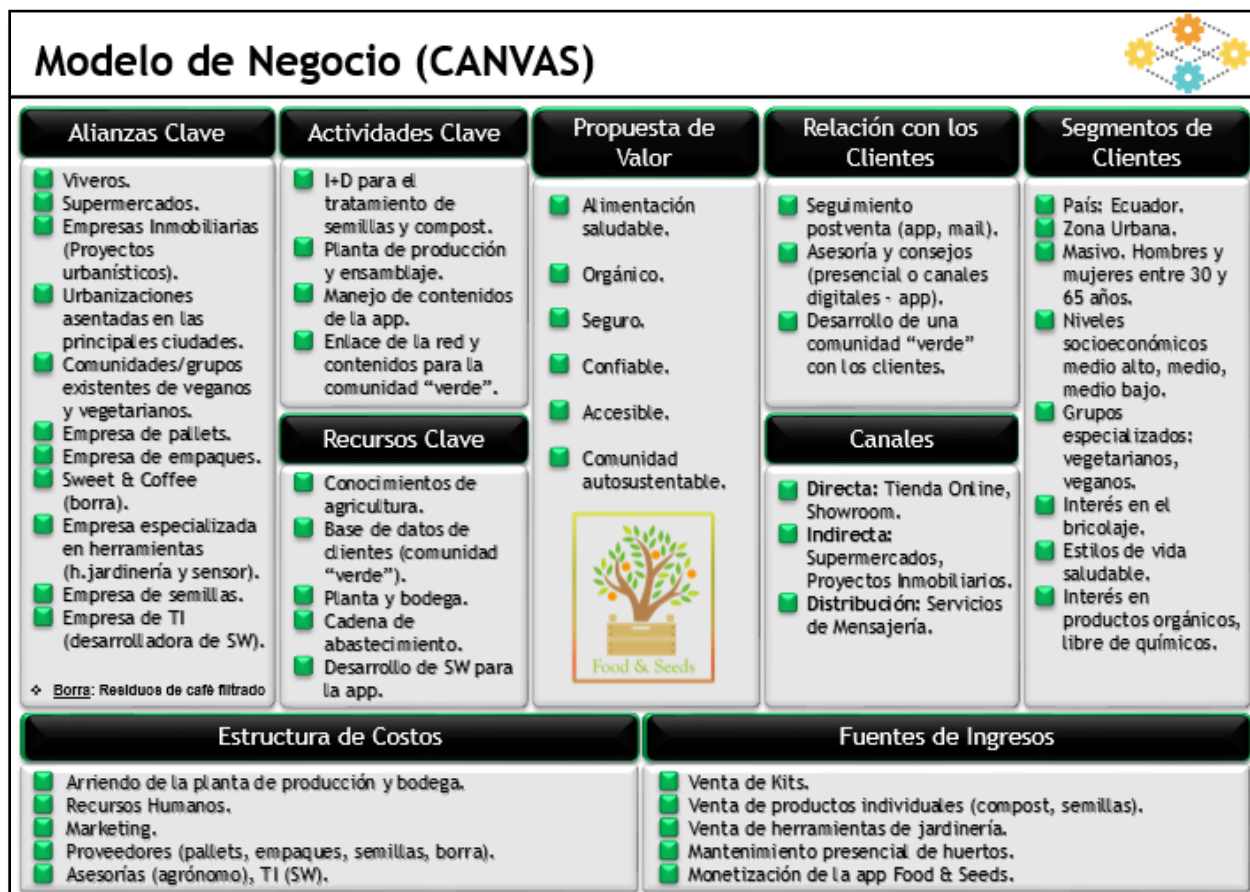 Modelo de Negocio (CANVAS)
Alianzas Clave
Viveros.
Supermercados.
Empresas Inmobiliarias
(Proyectos
urbanísticos).
Urbanizaciones
asentadas en las
principales ciudades.
Comunidades/grupos
existentes de veganos
y vegetarianos.
Empresa de pallets.
Empresa de empaques.
Sweet & Coffee
(borra).
Empresa especializada
en herramientas
(h.jardinería y sensor).
Empresa de semillas.
Empresa de TI
(desarrolladora de SW).
❖ Borra: Residuos de café filtrado
Actividades Clave
I+D para el
tratamiento de
semillas y compost.
Planta de producción
y ensamblaje.
Manejo de contenidos
de la app.
Enlace de la red y
contenidos para la
comunidad “verde”.
Recursos Clave
Conocimientos de
agricultura.
Base de datos de
clientes (comunidad
“verde”).
Planta y bodega.
Cadena de
abastecimiento.
Desarrollo de SW para
la app.
Propuesta de
Valor
Alimentación
saludable.
Orgánico.
Seguro.
Confiable.
Accesible.
Comunidad
autosustentable.
Food & Seeds
Relación con los
Clientes
Seguimiento
postventa (app, mail).
Asesoría y consejos
(presencial o canales
digitales - app).
Desarrollo de una
comunidad “verde”
con los clientes.
Canales
Directa: Tienda Online,
Showroom.
Indirecta:
Supermercados,
Proyectos Inmobiliarios.
Distribución: Servicios
de Mensajería.
Segmentos de
Clientes
País: Ecuador.
Zona Urbana.
Masivo. Hombres y
mujeres entre 30 y
65 años.
Niveles
socioeconómicos
medio alto, medio,
medio bajo.
Grupos
especializados:
vegetarianos,
veganos.
Interés en el
bricolaje.
Estilos de vida
saludable.
Interés en
productos orgánicos,
libre de químicos.
Estructura de Costos
Arriendo de la planta de producción y bodega.
Recursos Humanos.
Marketing.
Proveedores (pallets, empaques, semillas, borra).
Asesorías (agrónomo), TI (SW).
Fuentes de Ingresos
Venta de Kits.
Venta de productos individuales (compost, semillas).
Venta de herramientas de jardinería.
Mantenimiento presencial de huertos.
Monetización de la app Food & Seeds.